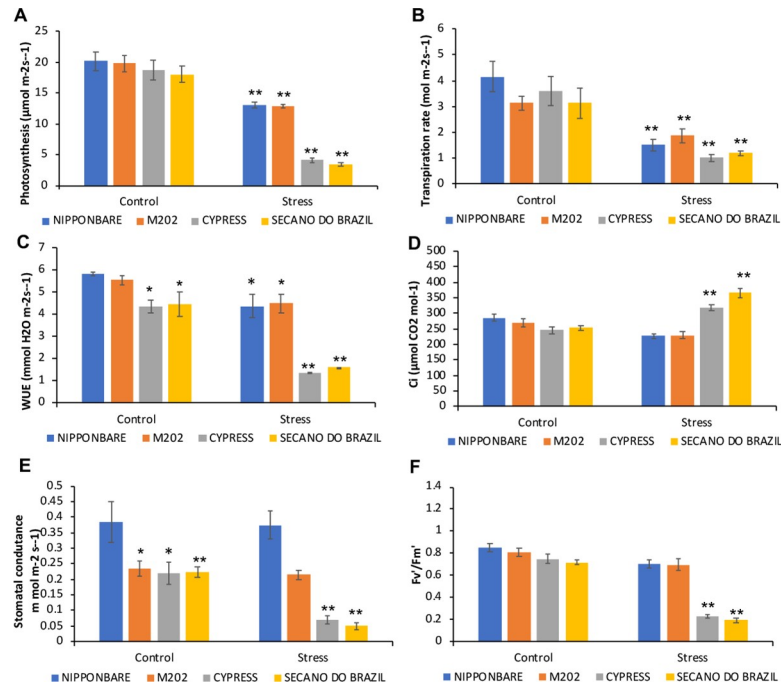 A
Photosynthesis (µmol m-2s--1)
25
20
15
10
5
0
** **
** **
Control Stress
NIPPONBARE M202 CYPRESS SECANO DO BRAZIL
B
Transpiration rate (mol m-2s--1)
6
5
4
3
2
1
0
** ** ** **
Control Stress
NIPPONBARE M202 CYPRESS SECANO DO BRAZIL
C
WUE (mmol H2O m-2s--1)
7
6
5
4
3
2
1
0
* * * *
** **
Control Stress
NIPPONBARE M202 CYPRESS SECANO DO BRAZIL
D
Ci (µmol CO2 mol-1)
500
450
400
350
300
250
200
150
100
50
0
** **
Control Stress
NIPPONBARE M202 CYPRESS SECANO DO BRAZIL
E
Stomatal condutance
m mol m-2 s--1)
0.5
0.45
0.4
0.35
0.3
0.25
0.2
0.15
0.1
0.05
0
* * **
** **
Control Stress
NIPPONBARE M202 CYPRESS SECANO DO BRAZIL
F
Fv'/Fm'
1.4
1.2
1
0.8
0.6
0.4
0.2
0
** **
Control Stress
NIPPONBARE M202 CYPRESS SECANO DO BRAZIL